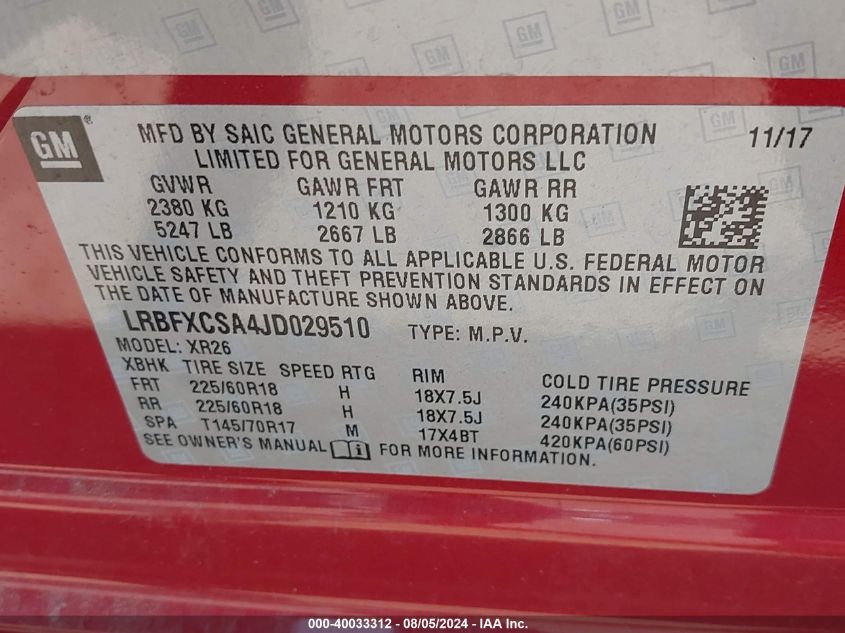 GM GM GM GM GM
GM ® MFD BY SAIC GENERAL MOTORS CORPORATION 11/17
LIMITED FOR GENERAL MOTORS LLC
GVWR GAWR FRT GAWR RR
2380 KG 1210 KG 1300 KG
5247 LB 2667 LB 2866 LB
THIS VEHICLE CONFORMS TO ALL APPLICABLE U.S. FEDERAL MOTOR
VEHICLE SAFETY AND THEFT PREVENTION STANDARDS IN EFFECT ON
THE DATE OF MANUFACTURE SHOWN ABOVE.
LRBFXCSA4JD029510 TYPE: M.P.V.
MODEL: XR26
XBHK TIRE SIZE SPEED RTG RIM COLD TIRE PRESSURE
FRT 225/60R18 H 18X7.5J 240KPA(35PSI)
RR 225/60R18 H 18X7.5J 240KPA(35PSI)
SPA T145/70R17 M 17X4BT 420KPA(60PSI)
SEE OWNER'S MANUAL i FOR MORE INFORMATION.
000-40033312 - 08/05/2024 - IAA Inc.